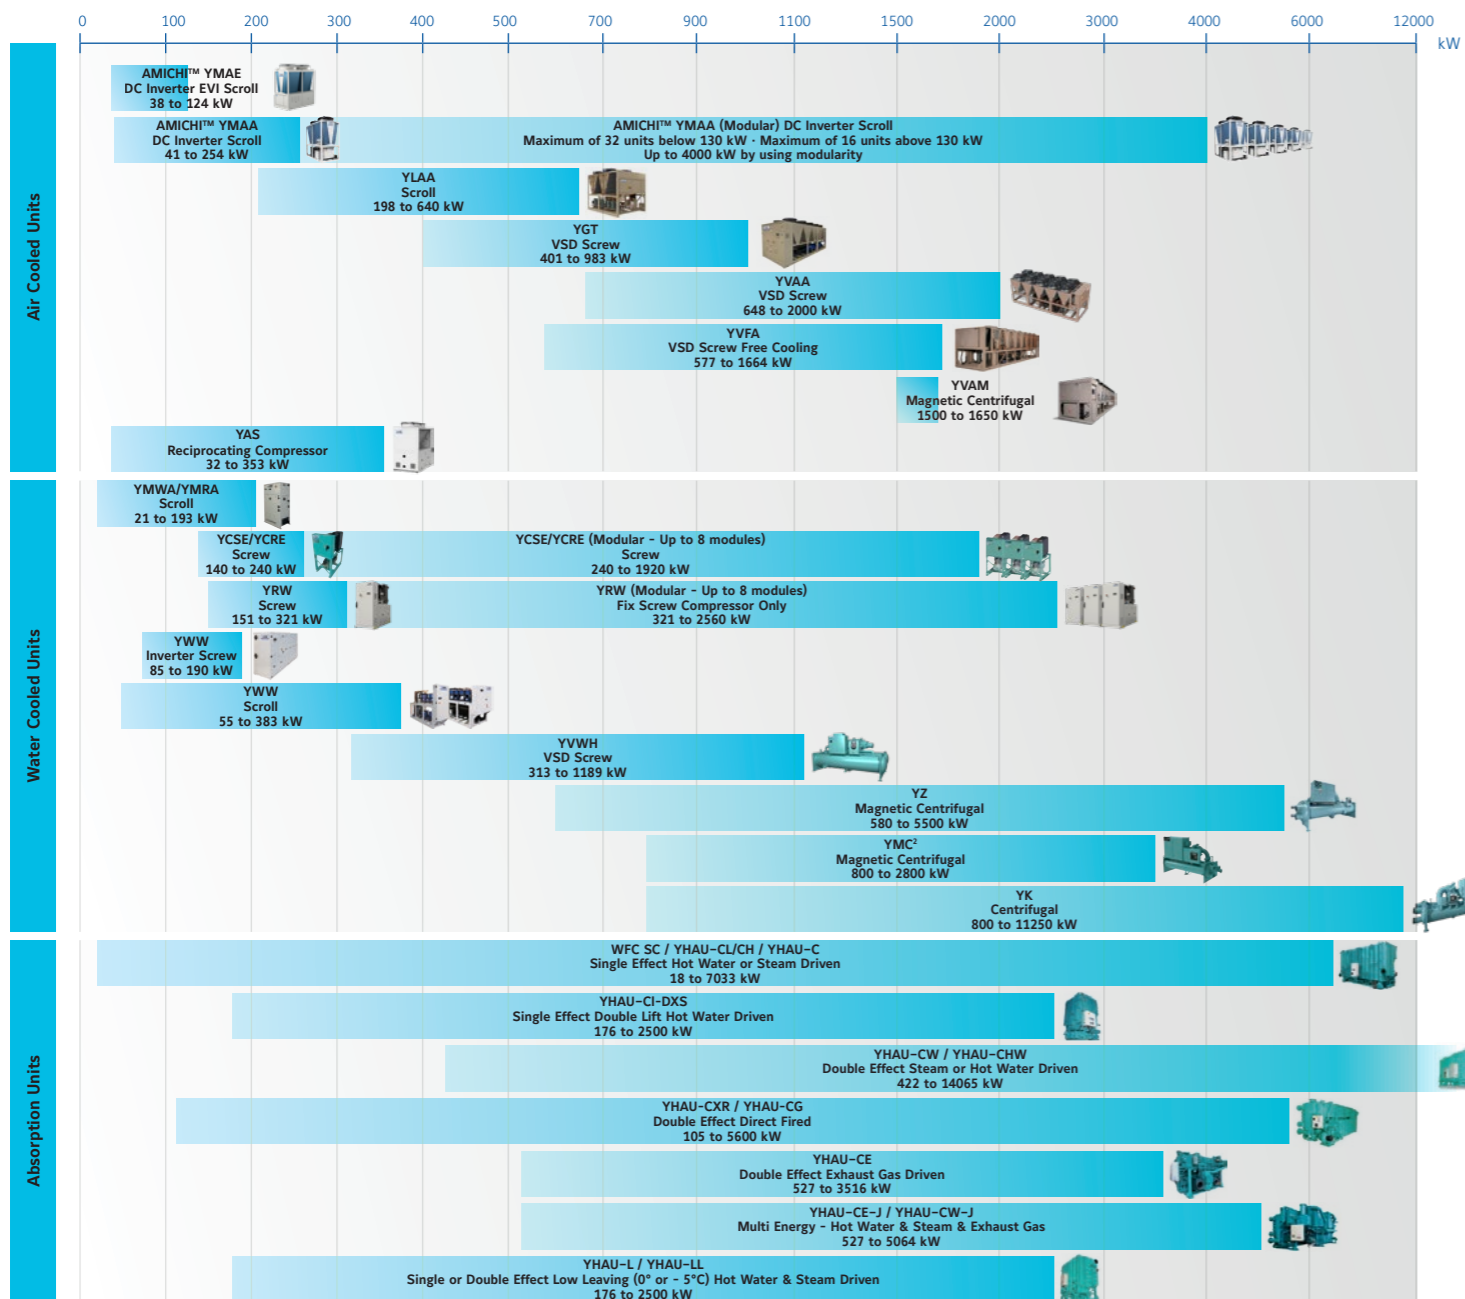 0 100 200 300 400 500 700 900 1100 1500 2000 3000 4000 6000 12000
kW
Air Cooled Units
AMICHI™ YMAE
DC Inverter EVI Scroll
38 to 124 kW
AMICHI™ YMAA
DC Inverter Scroll
41 to 254 kW
AMICHI™ YMAA (Modular) DC Inverter Scroll
Maximum of 32 units below 130 kW · Maximum of 16 units above 130 kW
Up to 4000 kW by using modularity
YLAA
Scroll
198 to 640 kW
YGT
VSD Screw
401 to 983 kW
YVAA
VSD Screw
648 to 2000 kW
YVFA
VSD Screw Free Cooling
577 to 1664 kW
YVAM
Magnetic Centrifugal
1500 to 1650 kW
YAS
Reciprocating Compressor
32 to 353 kW
Water Cooled Units
YMWA/YMRA
Scroll
21 to 193 kW
YCSE/YCRE
Screw
140 to 240 kW
YCSE/YCRE (Modular - Up to 8 modules)
Screw
240 to 1920 kW
YRW
Screw
151 to 321 kW
YRW (Modular - Up to 8 modules)
Fix Screw Compressor Only
321 to 2560 kW
YWW
Inverter Screw
85 to 190 kW
YWW
Scroll
55 to 383 kW
YVWH
VSD Screw
313 to 1189 kW
YZ
Magnetic Centrifugal
580 to 5500 kW
YMC²
Magnetic Centrifugal
800 to 2800 kW
YK
Centrifugal
800 to 11250 kW
Absorption Units
WFC SC / YHAU-CL/CH / YHAU-C
Single Effect Hot Water or Steam Driven
18 to 7033 kW
YHAU-CI-DXS
Single Effect Double Lift Hot Water Driven
176 to 2500 kW
YHAU-CW / YHAU-CHW
Double Effect Steam or Hot Water Driven
422 to 14065 kW
YHAU-CXR / YHAU-CG
Double Effect Direct Fired
105 to 5600 kW
YHAU-CE
Double Effect Exhaust Gas Driven
527 to 3516 kW
YHAU-CE-J / YHAU-CW-J
Multi Energy - Hot Water & Steam & Exhaust Gas
527 to 5064 kW
YHAU-L / YHAU-LL
Single or Double Effect Low Leaving (0° or - 5°C) Hot Water & Steam Driven
176 to 2500 kW